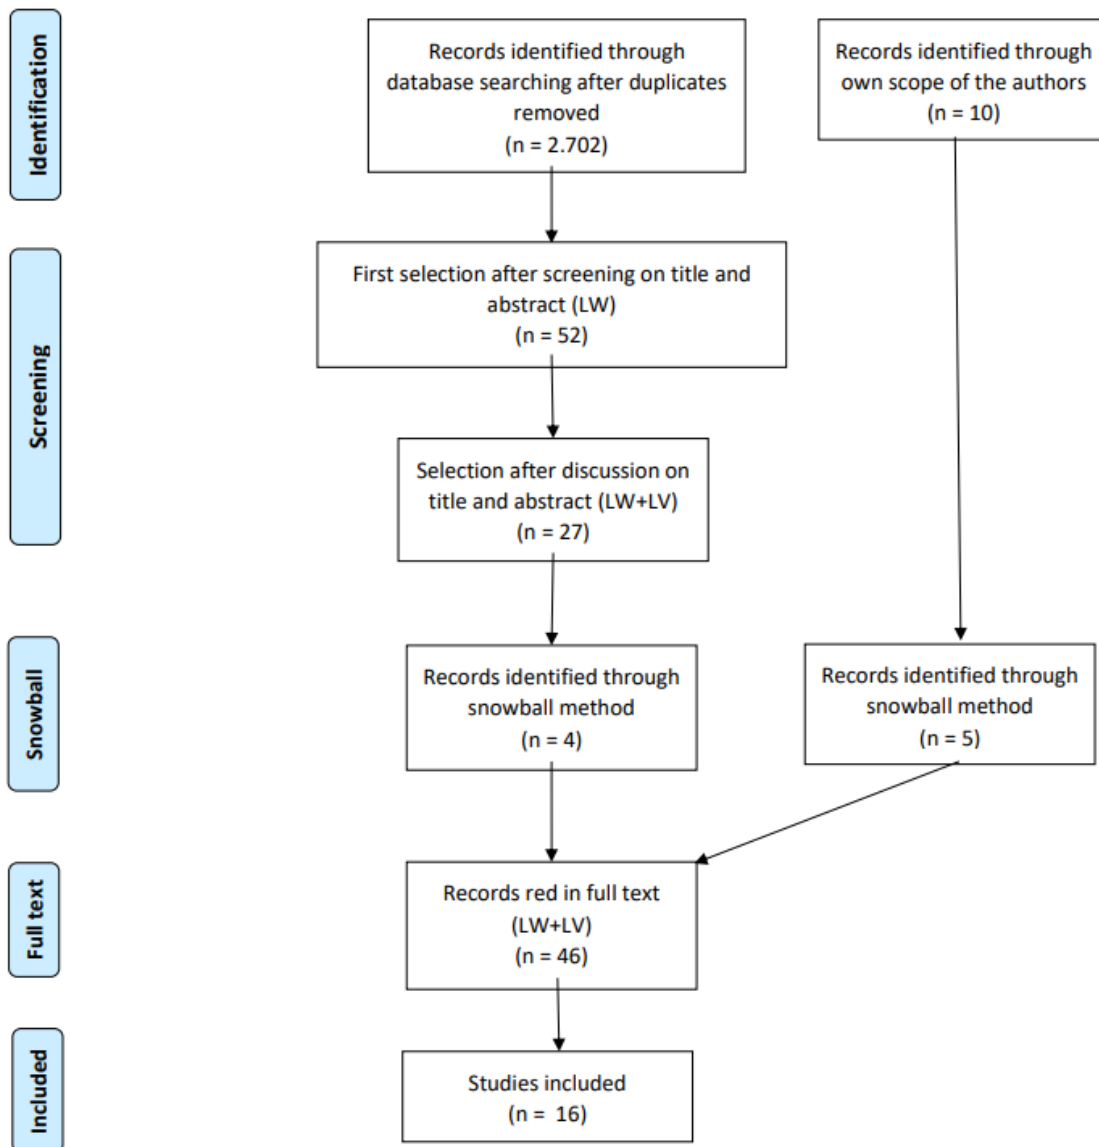 Identification
Records identified through
database searching after duplicates
removed
(n = 2.702)
Records identified through
own scope of the authors
(n = 10)
Screening
First selection after screening on title and
abstract (LW)
(n = 52)
Selection after discussion on
title and abstract (LW+LV)
(n = 27)
Snowball
Records identified through
snowball method
(n = 4)
Records identified through
snowball method
(n = 5)
Full text
Records red in full text
(LW+LV)
(n = 46)
Included
Studies included
(n = 16)